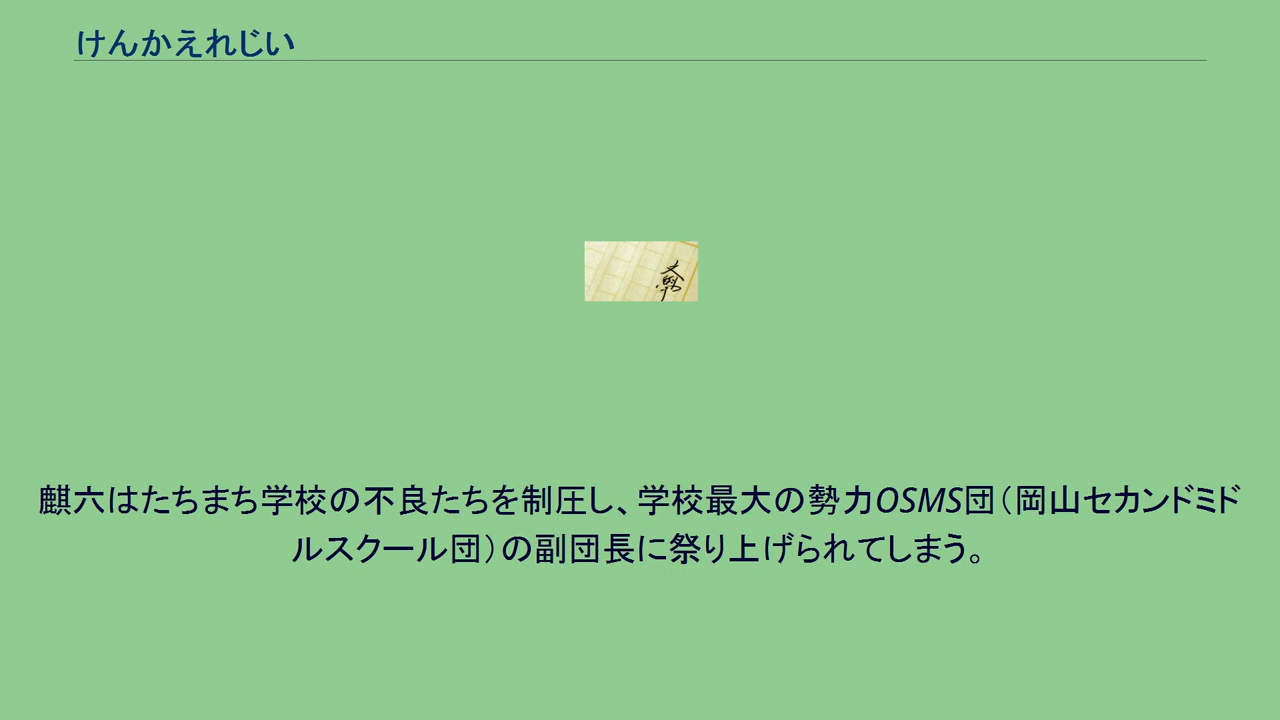 けんかえれじい
麒六はたちまち学校の不良たちを制圧し、学校最大の勢力OSMS団（岡山セカンドミド
ルスクール団）の副団長に祭り上げられてしまう。